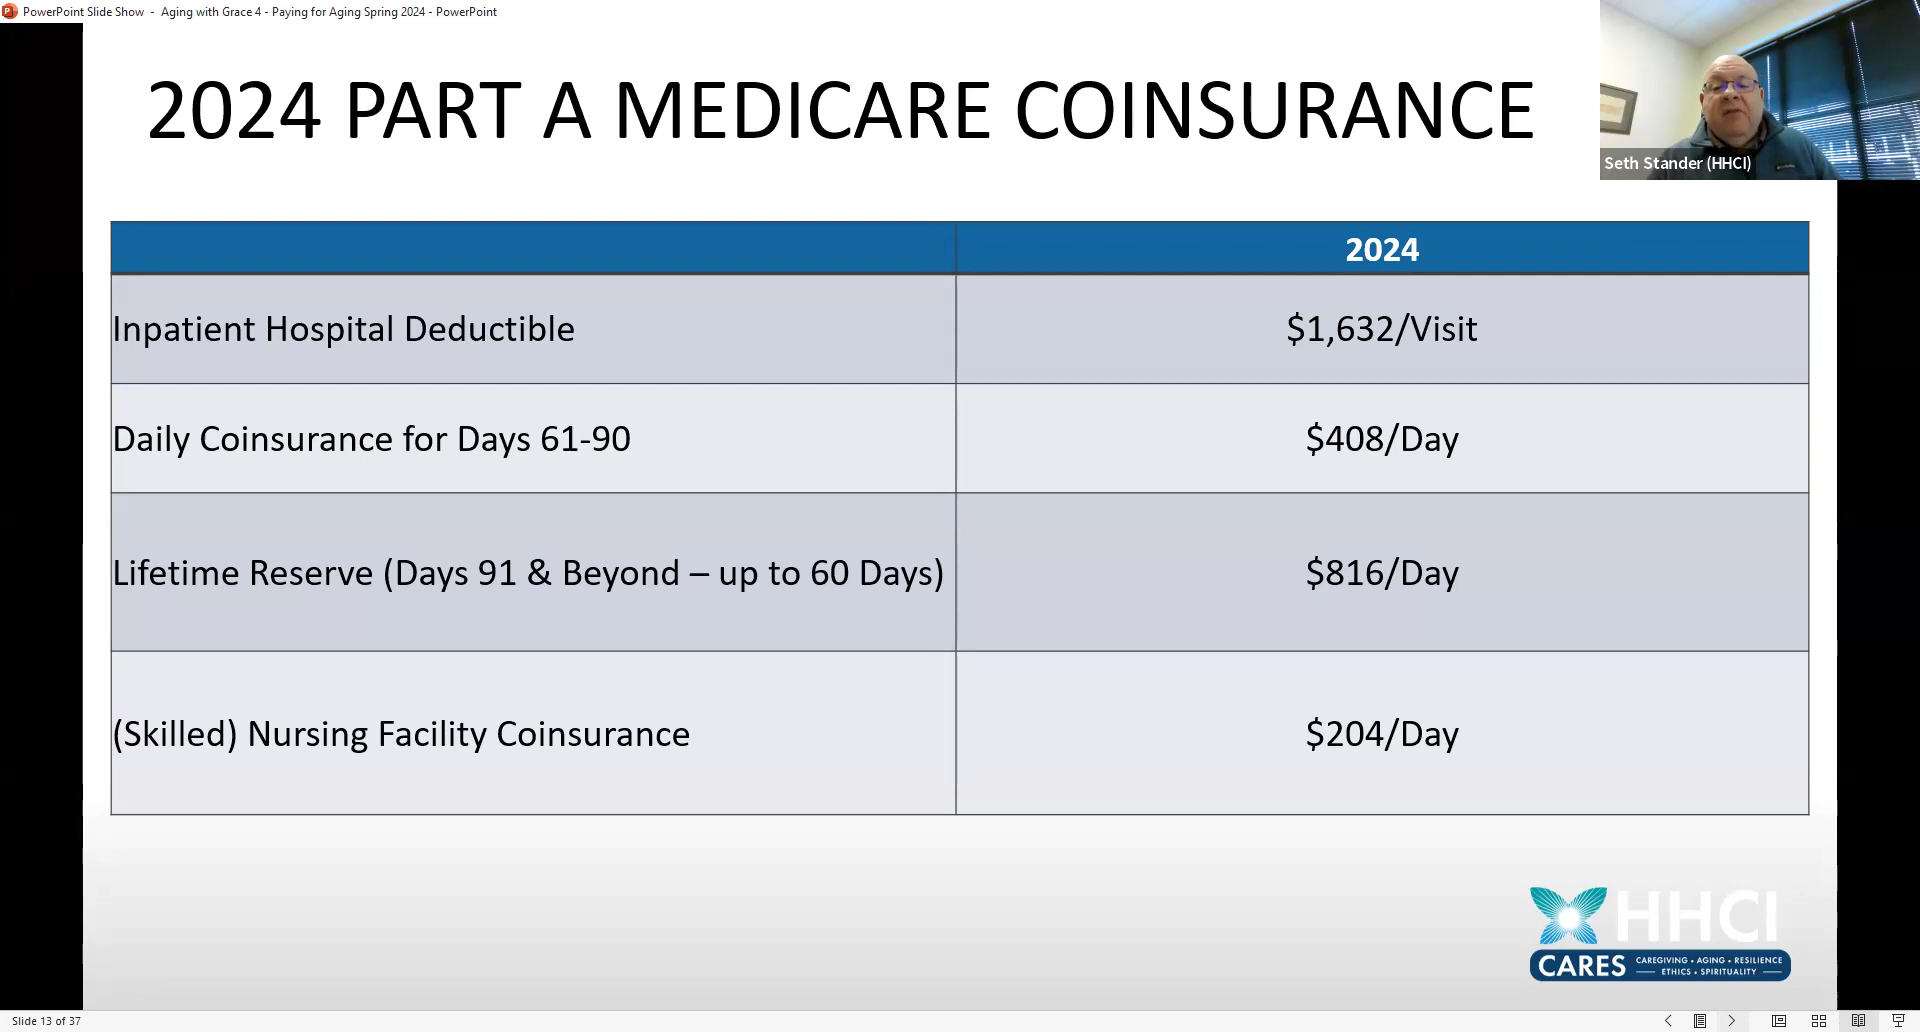 PowerPoint Slide Show - Aging with Grace 4 - Paying for Aging Spring 2024 - PowerPoint
2024 PART A MEDICARE COINSURANCE
Seth Stander (HHCI)
2024
Inpatient Hospital Deductible $1,632/Visit
Daily Coinsurance for Days 61-90 $408/Day
Lifetime Reserve (Days 91 & Beyond – up to 60 Days) $816/Day
(Skilled) Nursing Facility Coinsurance $204/Day
HHCI
CARES
CAREGIVING • AGING • RESILIENCE
ETHICS • SPIRITUALITY
Slide 13 of 37